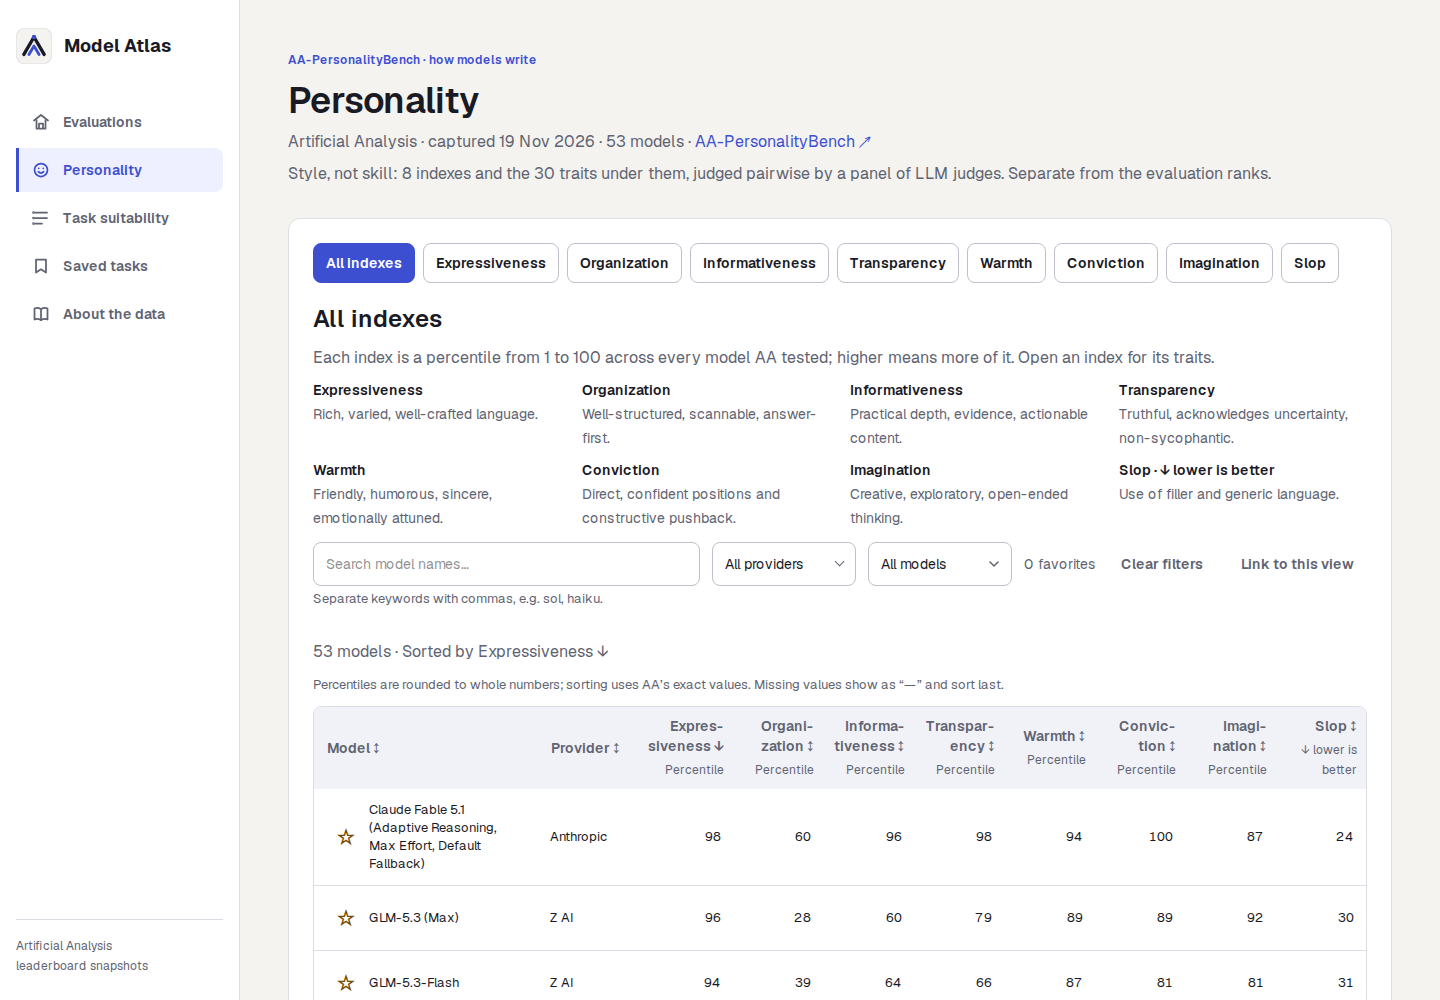 Model Atlas
Evaluations
Personality
Task suitability
Saved tasks
About the data
Artificial Analysis
leaderboard snapshots
AA-PersonalityBench · how models write
Personality
Artificial Analysis · captured 19 Nov 2026 · 53 models · AA-PersonalityBench ↗
Style, not skill: 8 indexes and the 30 traits under them, judged pairwise by a panel of LLM judges. Separate from the evaluation ranks.
All indexes Expressiveness Organization Informativeness Transparency Warmth Conviction Imagination Slop
All indexes
Each index is a percentile from 1 to 100 across every model AA tested; higher means more of it. Open an index for its traits.
Expressiveness
Rich, varied, well-crafted language.
Organization
Well-structured, scannable, answer-
first.
Informativeness
Practical depth, evidence, actionable
content.
Transparency
Truthful, acknowledges uncertainty,
non-sycophantic.
Warmth
Friendly, humorous, sincere,
emotionally attuned.
Conviction
Direct, confident positions and
constructive pushback.
Imagination
Creative, exploratory, open-ended
thinking.
Slop · ↓ lower is better
Use of filler and generic language.
Search model names… All providers All models 0 favorites Clear filters Link to this view
Separate keywords with commas, e.g. sol, haiku.
53 models · Sorted by Expressiveness ↓
Percentiles are rounded to whole numbers; sorting uses AA's exact values. Missing values show as “—” and sort last.
Model ↕
Provider ↕
Expres-
siveness ↓
Percentile
Organi-
zation ↕
Percentile
Informa-
tiveness ↕
Percentile
Transpar-
ency ↕
Percentile
Warmth ↕
Percentile
Convic-
tion ↕
Percentile
Imagi-
nation ↕
Percentile
Slop ↕
↓ lower is
better
Claude Fable 5.1
(Adaptive Reasoning,
Max Effort, Default
Fallback)
Anthropic 98 60 96 98 94 100 87 24
GLM-5.3 (Max) Z AI 96 28 60 79 89 89 92 30
GLM-5.3-Flash Z AI 94 39 64 66 87 81 81 31